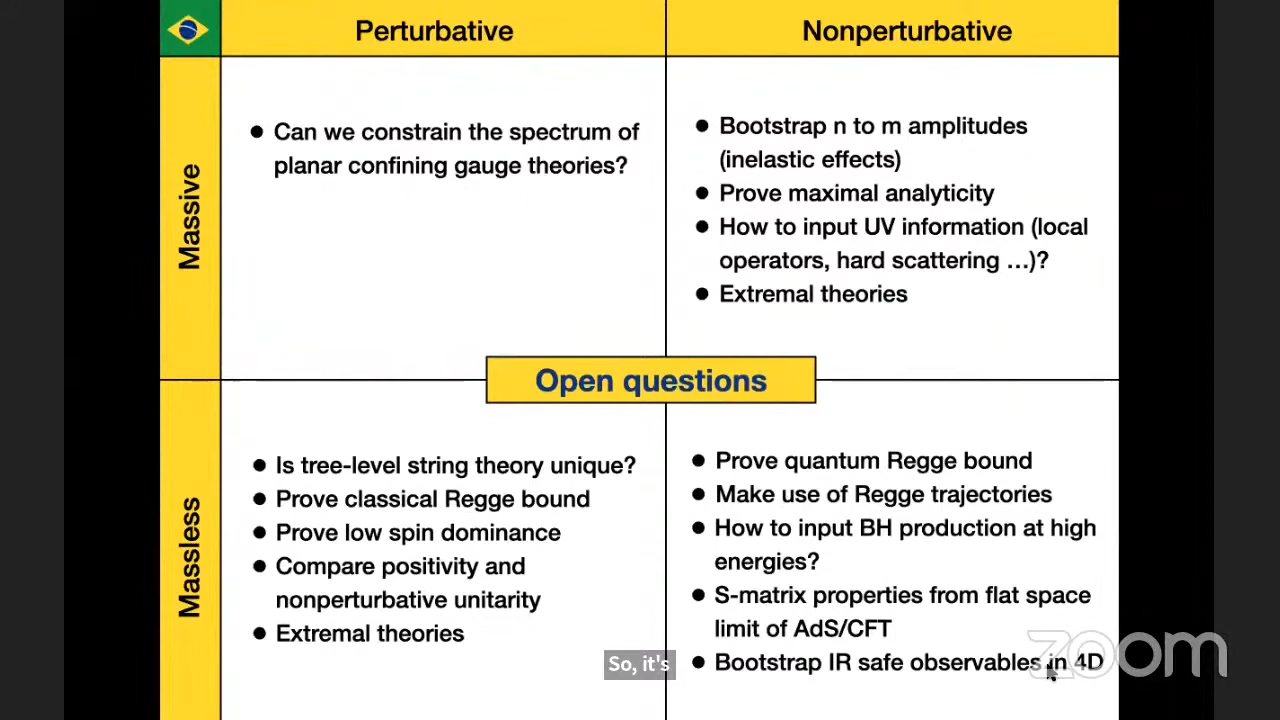 Perturbative
Nonperturbative
Massive
● Can we constrain the spectrum of
planar confining gauge theories?
● Bootstrap n to m amplitudes
(inelastic effects)
● Prove maximal analyticity
● How to input UV information (local
operators, hard scattering ...)?
● Extremal theories
Open questions
Massless
● Is tree-level string theory unique?
● Prove classical Regge bound
● Prove low spin dominance
● Compare positivity and
nonperturbative unitarity
● Extremal theories
● Prove quantum Regge bound
● Make use of Regge trajectories
● How to input BH production at high
energies?
● S-matrix properties from flat space
limit of AdS/CFT
● Bootstrap IR safe observables in 4D
So, it's
zoom